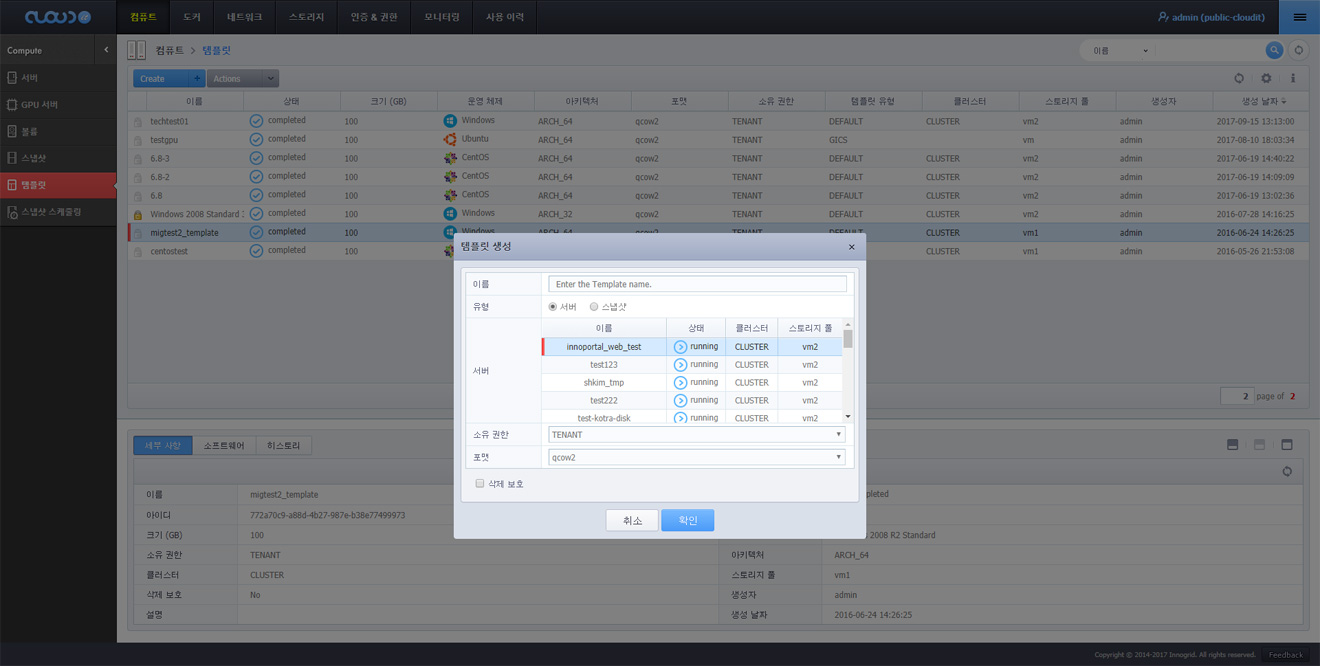 CLOUDit
컴퓨트 도커 네트워크 스토리지 인증 & 권한 모니터링 사용 이력
admin (public-cloudit)
Compute
서버
GPU 서버
볼륨
스냅샷
템플릿
스냅샷 스케줄링
컴퓨트 > 템플릿
이름
Create +
Actions
이름 상태 크기 (GB) 운영 체제 아키텍처 포맷 소유 권한 템플릿 유형 클러스터 스토리지 풀 생성자 생성 날짜
techtest01 completed 100 Windows ARCH_64 qcow2 TENANT DEFAULT CLUSTER vm2 admin 2017-09-15 13:13:00
testgpu completed 100 Ubuntu ARCH_64 qcow2 TENANT GICS vm admin 2017-08-10 18:03:34
6.8-3 completed 100 CentOS ARCH_64 qcow2 TENANT DEFAULT CLUSTER vm2 admin 2017-06-19 14:40:22
6.8-2 completed 100 CentOS ARCH_64 qcow2 TENANT DEFAULT CLUSTER vm2 admin 2017-06-19 14:09:09
6.8 completed 100 CentOS ARCH_64 qcow2 TENANT DEFAULT CLUSTER vm2 admin 2017-06-19 13:02:36
Windows 2008 Standard completed 100 Windows ARCH_32 qcow2 TENANT DEFAULT CLUSTER vm2 admin 2016-07-28 14:16:25
migtest2_template completed 100 Windows ARCH_64 qcow2 TENANT DEFAULT CLUSTER vm1 admin 2016-06-24 14:26:25
centostest completed 100 CLUSTER vm1 admin 2016-05-26 21:53:08
2 page of 2
템플릿 생성
×
이름
Enter the Template name.
유형
서버 스냅샷
서버
이름 상태 클러스터 스토리지 풀
innoportal_web_test running CLUSTER vm2
test123 running CLUSTER vm2
shkim_tmp running CLUSTER vm2
test222 running CLUSTER vm2
test-kotra-disk running CLUSTER vm2
소유 권한
TENANT
포맷
qcow2
삭제 보호
취소 확인
세부 사항 소프트웨어 히스토리
이름 migtest2_template
아이디 772a70c9-a88d-4b27-987e-b38e77499973
크기 (GB) 100 2008 R2 Standard
소유 권한 TENANT 아키텍처 ARCH_64
클러스터 CLUSTER 스토리지 풀 vm1
삭제 보호 No 생성자 admin
설명 생성 날짜 2016-06-24 14:26:25
Copyright © 2014-2017 Innogrid. All rights reserved. Feedback